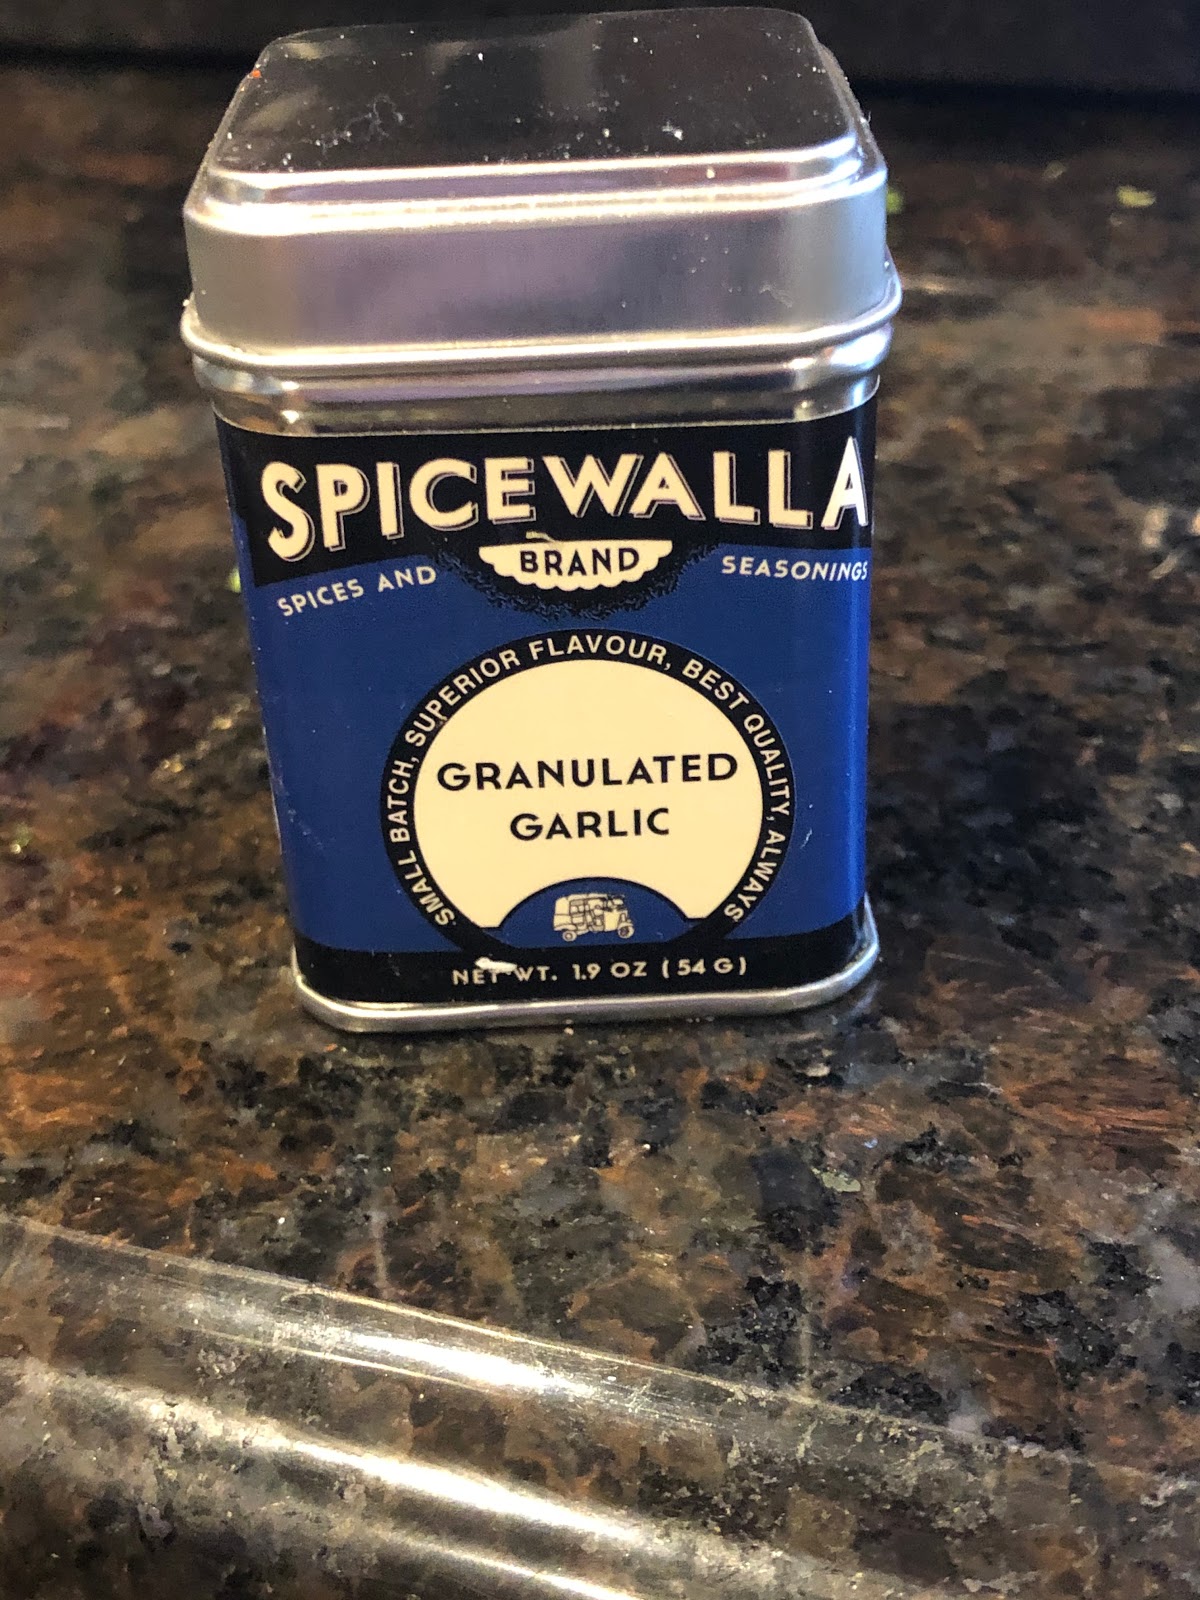 SPICEWALLA
BRAND
SPICES AND SEASONINGS
SMALL BATCH, SUPERIOR FLAVOUR, BEST QUALITY, ALWAYS
GRANULATED
GARLIC
NET WT. 1.9 OZ (54 G)